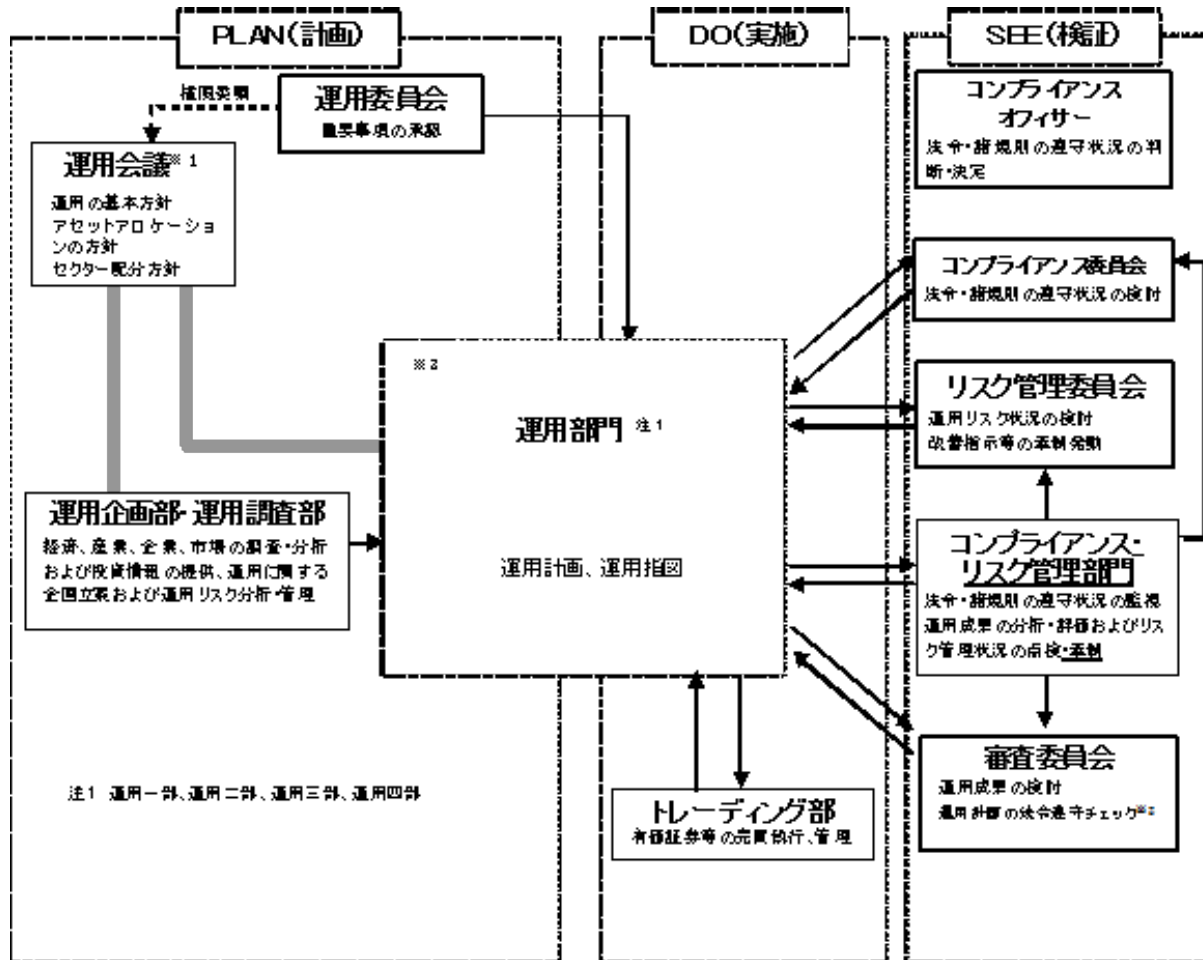 PLAN(計画)
DO(実施)
SEE(検証)
権限委譲
運用委員会
重要事項の承認
運用会議※1
運用の基本方針
アセットアロケーショ
ンの方針
セクター配分方針
コンプライアンス
オフィサー
法令・諸規則の遵守状況の判
断・決定
コンプライアンス委員会
法令・諸規則の遵守状況の検討
※2
運用部門 注1
運用計画、運用指図
リスク管理委員会
運用リスク状況の検討
改善指示等の牽制発動
運用企画部・運用調査部
経済、産業、企業、市場の調査・分析
および投資情報の提供、運用に関する
企画立案および運用リスク分析・管理
コンプライアンス・
リスク管理部門
法令・諸規則の遵守状況の監視
運用成果の分析・評価およびリス
ク管理状況の点検・牽制
注1 運用一部、運用二部、運用三部、運用四部
トレーディング部
有価証券等の売買執行、管理
審査委員会
運用成果の検討
運用計画の法令遵守チェック